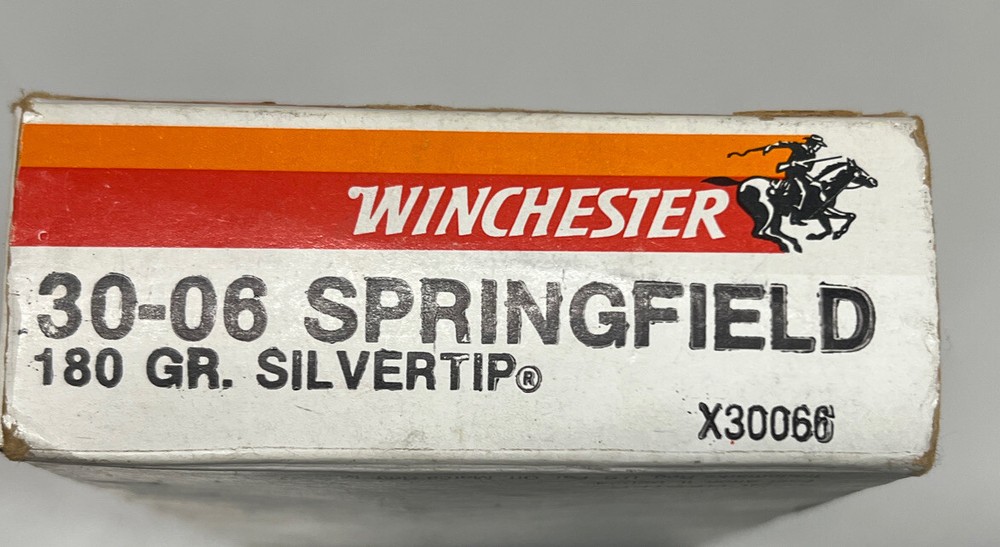 WINCHESTER
30-06 SPRINGFIELD
180 GR. SILVERTIP®
X30066